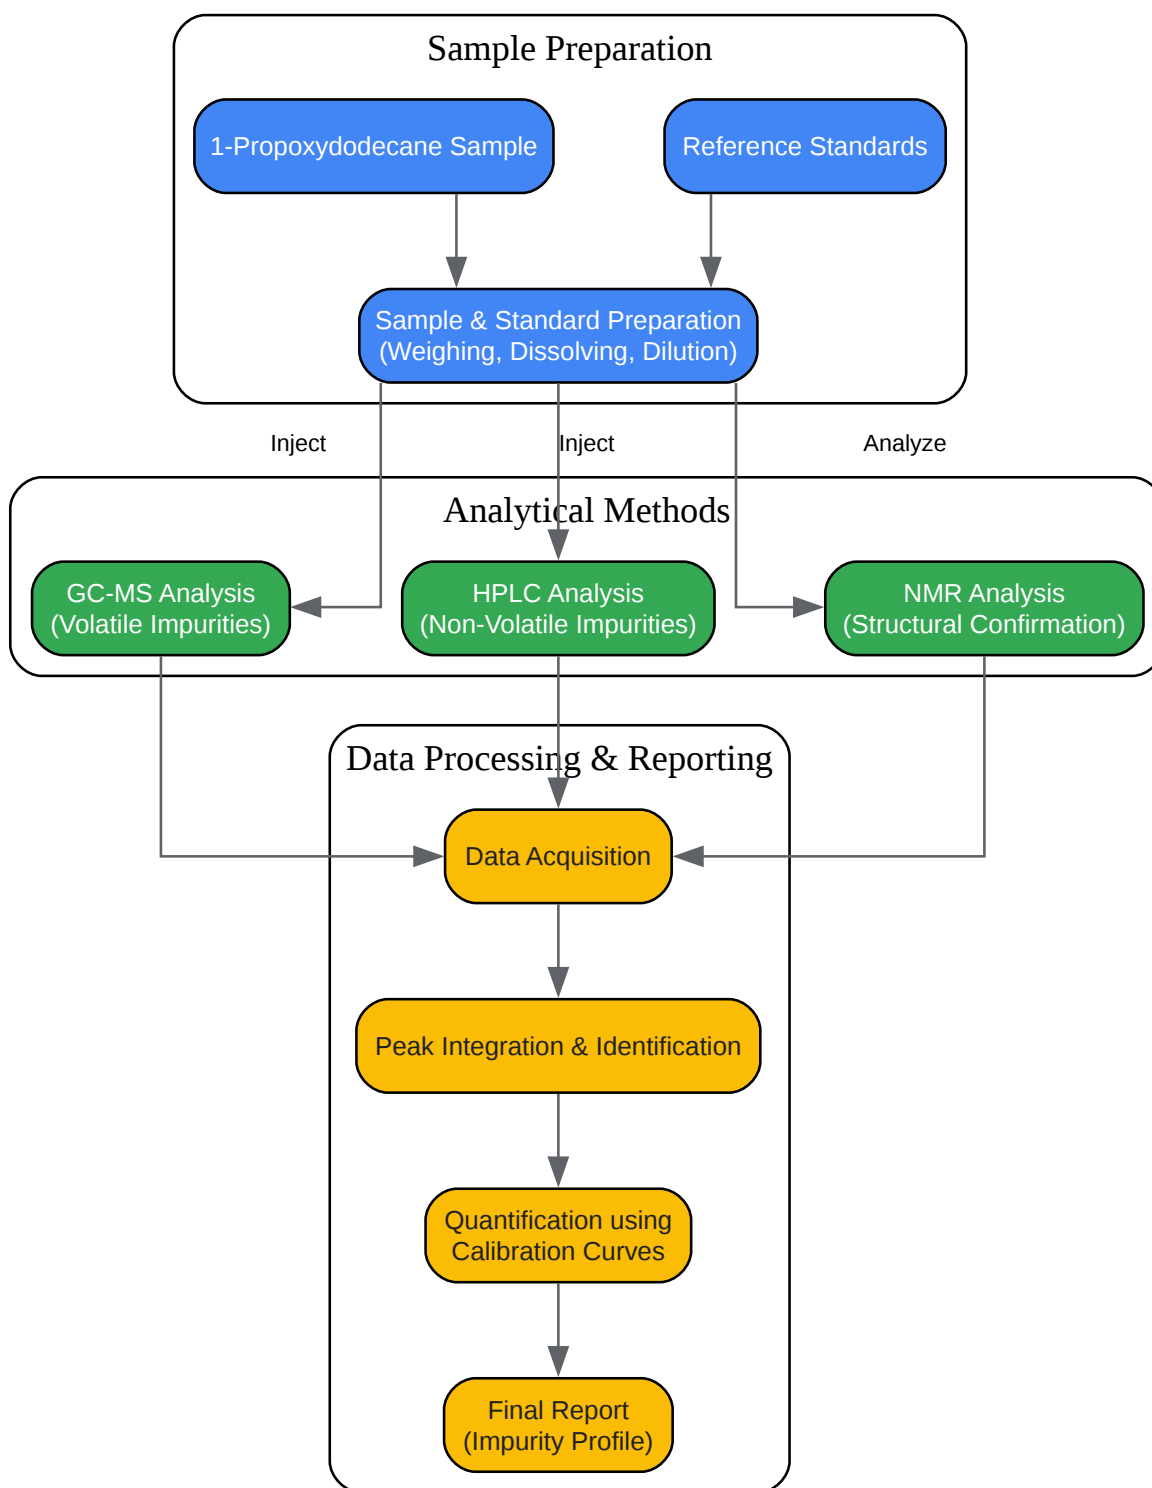 Sample Preparation
1-Propoxydodecane Sample
Reference Standards
Sample & Standard Preparation
(Weighing, Dissolving, Dilution)
Inject
Inject
Analyze
Analytical Methods
GC-MS Analysis
(Volatile Impurities)
HPLC Analysis
(Non-Volatile Impurities)
NMR Analysis
(Structural Confirmation)
Data Processing & Reporting
Data Acquisition
Peak Integration & Identification
Quantification using
Calibration Curves
Final Report
(Impurity Profile)